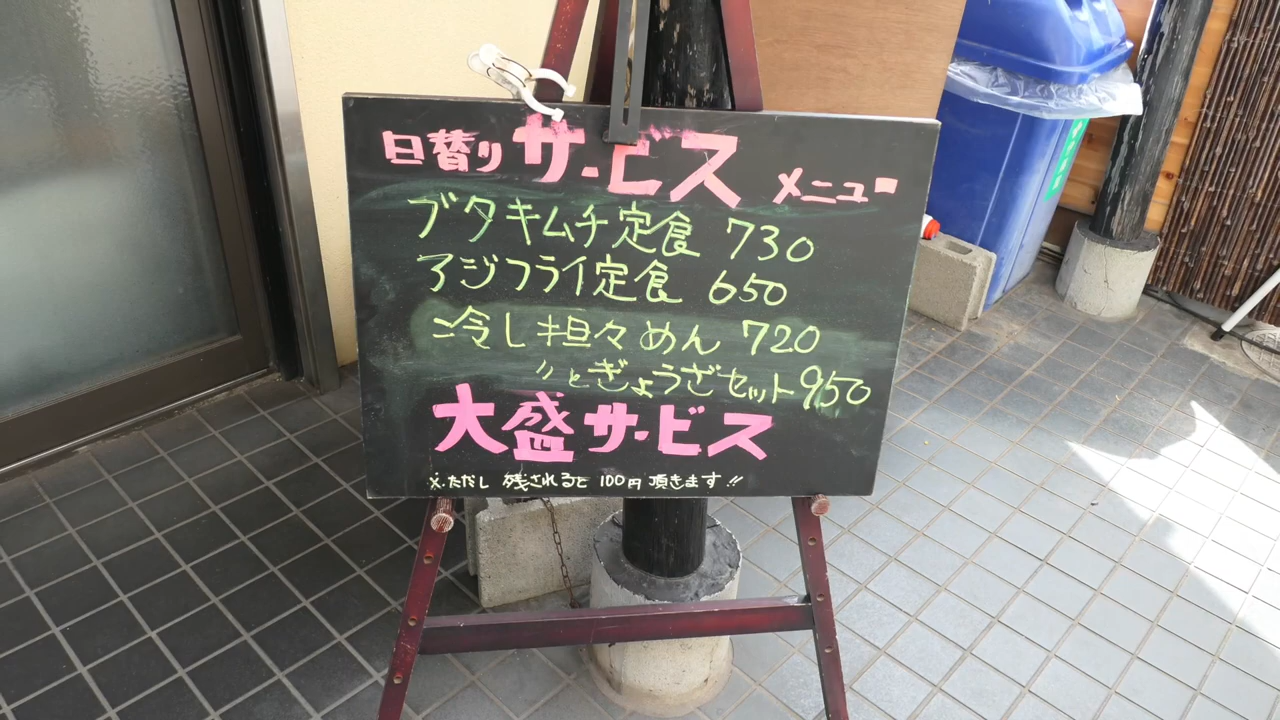 日替り サービス メニュー
ブタキムチ定食 730
アジフライ定食 650
冷し担々めん 720
〃とぎょうざセット 950
大盛サービス
※ただし 残されると 100円 頂きます!!